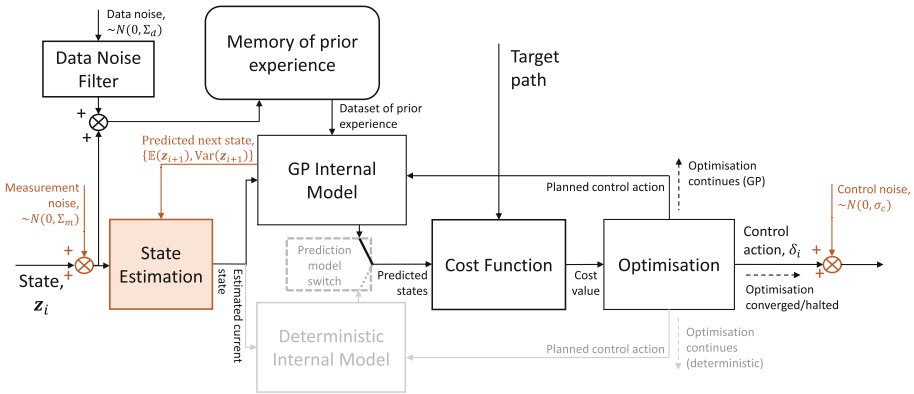 Data noise,
~N(0, Σ_d)
Data Noise
Filter
+
+
Memory of prior
experience
Dataset of prior
experience
Target
path
Predicted next state,
{𝔼(z_{i+1}), Var(z_{i+1})}
GP Internal
Model
Planned control action
Optimisation
continues (GP)
Measurement
noise,
~N(0, Σ_m)
+
+
State,
z_i
State
Estimation
Estimated current
state
Prediction
model
switch
Predicted
states
Cost Function
Cost
value
Optimisation
Control
action, δ_i
Optimisation
converged/halted
Control noise,
~N(0, σ_c)
+
+
Deterministic
Internal Model
Planned control action
Optimisation
continues
(deterministic)